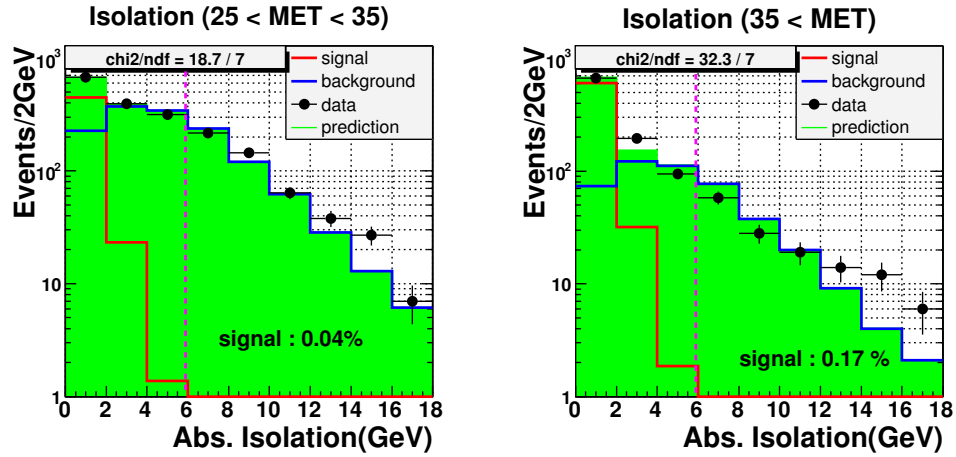 Isolation (25 < MET < 35)
chi2/ndf = 18.7 / 7
signal
background
data
prediction
Events/2GeV
10³
10²
10
1
signal : 0.04%
0 2 4 6 8 10 12 14 16 18
Abs. Isolation(GeV)
Isolation (35 < MET)
chi2/ndf = 32.3 / 7
signal
background
data
prediction
Events/2GeV
10³
10²
10
1
signal : 0.17 %
0 2 4 6 8 10 12 14 16 18
Abs. Isolation(GeV)